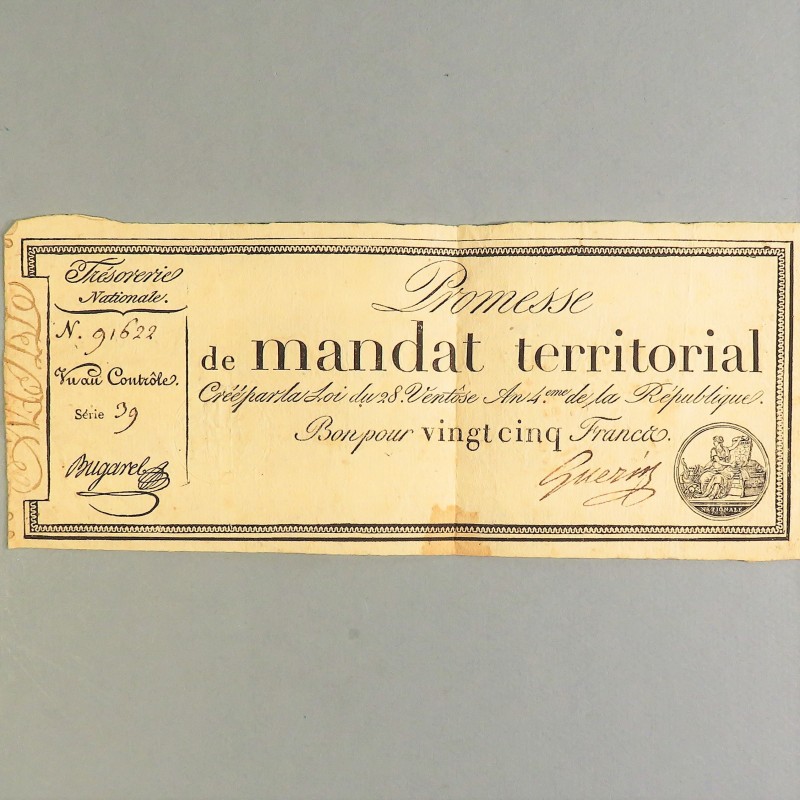 Trésorerie
Nationale.
N. 91622
Vu au Contrôle.
Série 39
Bugarel
Promesse
de mandat territorial
Créé par la Loi du 28. Ventôse An 4.eme de la République.
Bon pour vingt cinq Francs.
Guerin
NATIONALE